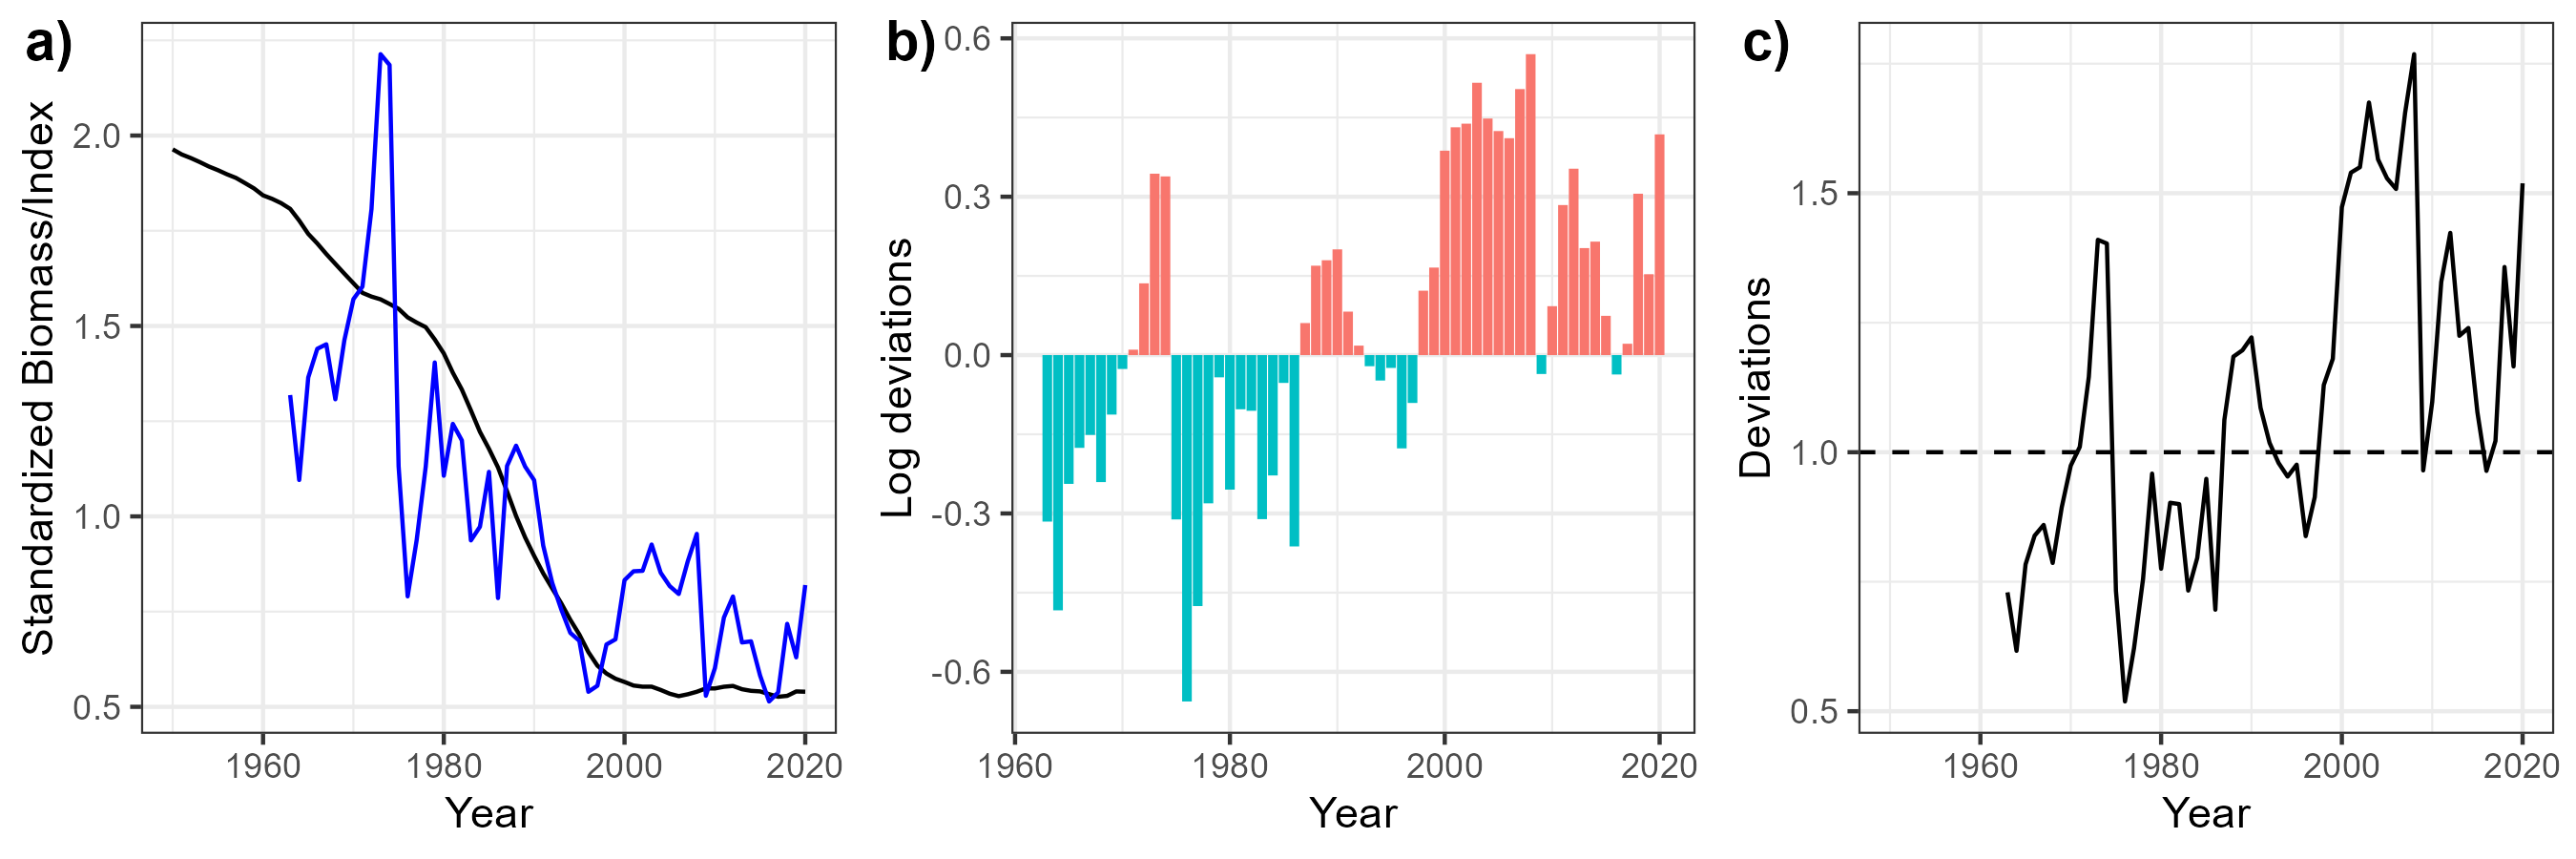 a)
Standardized Biomass/Index
2.0
1.5
1.0
0.5
1960 1980 2000 2020
Year
b)
Log deviations
0.6
0.3
0.0
-0.3
-0.6
1960 1980 2000 2020
Year
c)
Deviations
1.5
1.0
0.5
1960 1980 2000 2020
Year